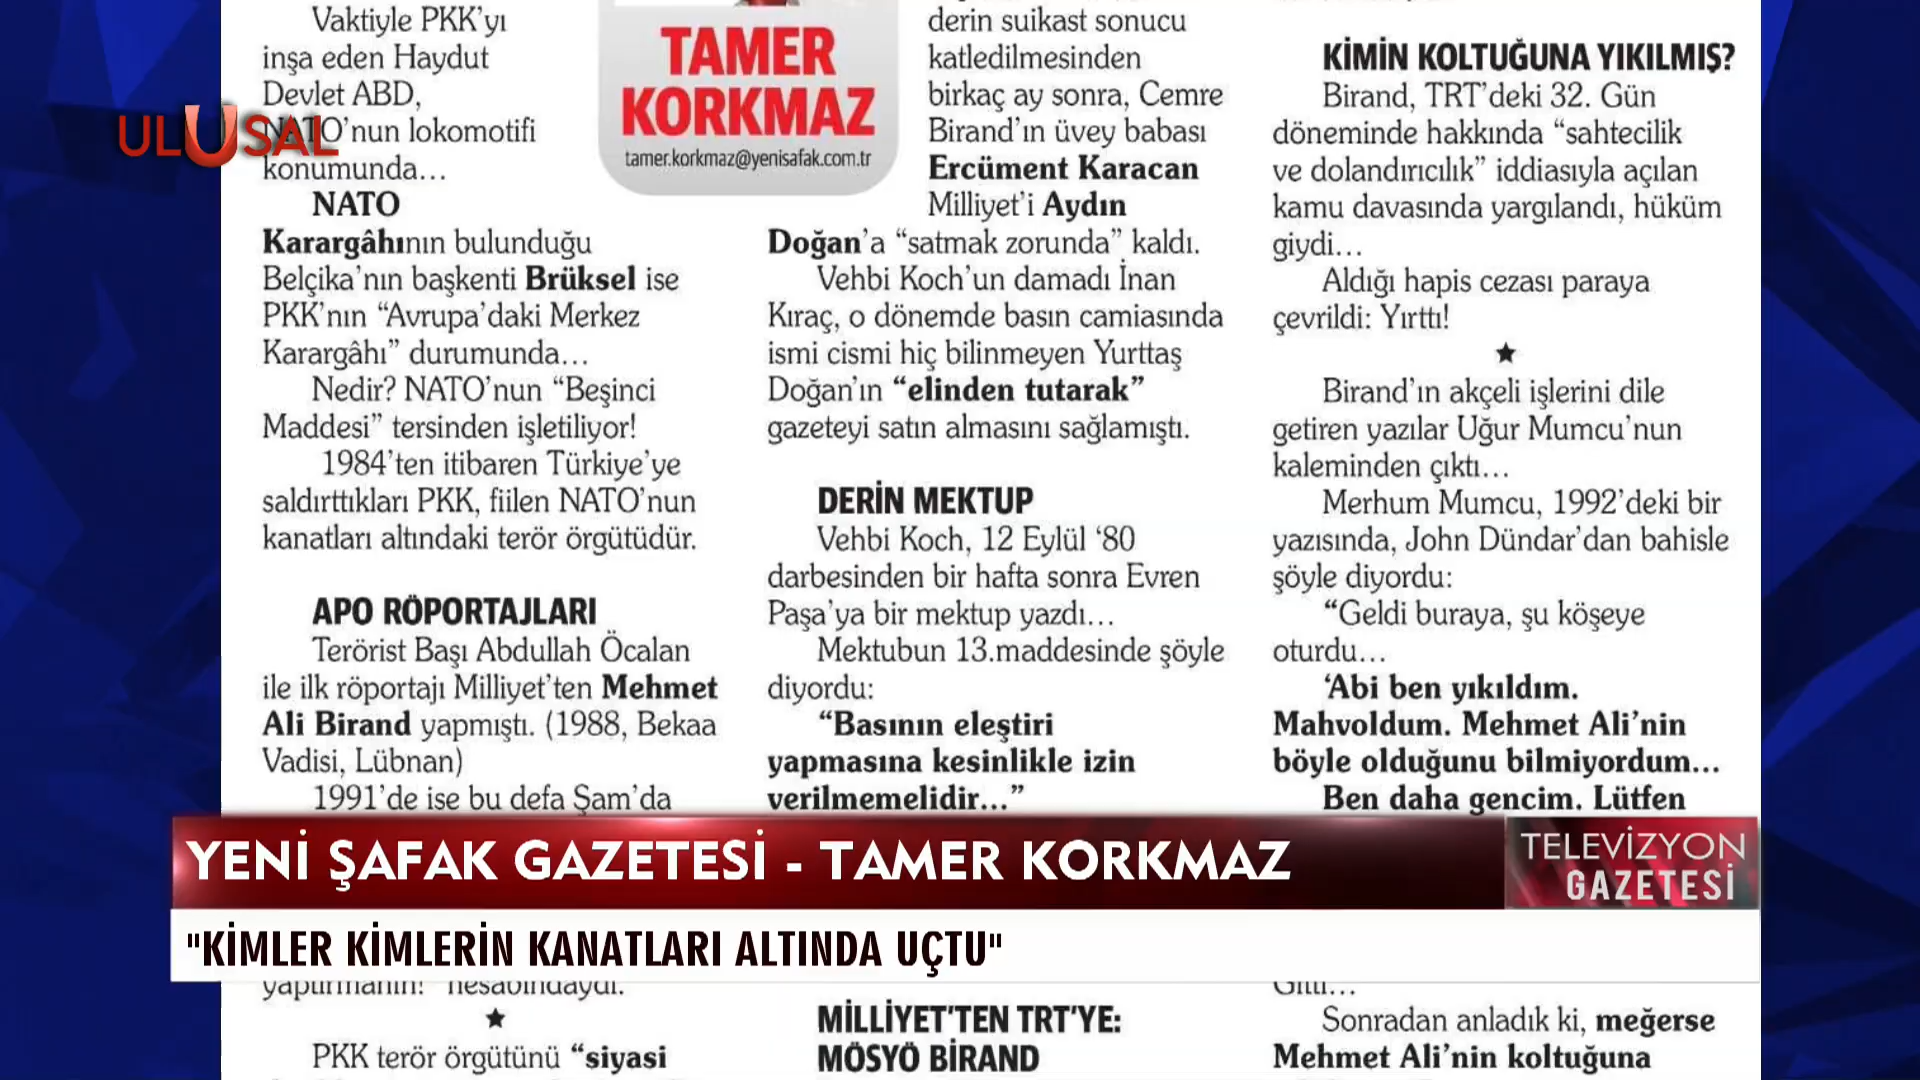 Vaktiyle PKK’yı
inşa eden Haydut
Devlet ABD,
NATO’nun lokomotifi
konumunda…
NATO
Karargâhının bulunduğu
Belçika’nın başkenti Brüksel ise
PKK’nın “Avrupa’daki Merkez
Karargâhı” durumunda…
Nedir? NATO’nun “Beşinci
Maddesi” tersinden işletiliyor!
1984’ten itibaren Türkiye’ye
saldırttıkları PKK, fiilen NATO’nun
kanatları altındaki terör örgütüdür.
APO RÖPORTAJLARI
Terörist Başı Abdullah Öcalan
ile ilk röportajı Milliyet’ten Mehmet
Ali Birand yapmıştı. (1988, Bekaa
Vadisi, Lübnan)
1991’de ise bu defa Şam’da
yaptırmanın!” hesabındaydı.
★
PKK terör örgütünü “siyasi
TAMER
KORKMAZ
tamer.korkmaz@yenisafak.com.tr
derin suikast sonucu
katledilmesinden
birkaç ay sonra, Cemre
Birand’ın üvey babası
Ercüment Karacan
Milliyet’i Aydın
Doğan’a “satmak zorunda” kaldı.
Vehbi Koch’un damadı İnan
Kıraç, o dönemde basın camiasında
ismi cismi hiç bilinmeyen Yurttaş
Doğan’ın “elinden tutarak”
gazeteyi satın almasını sağlamıştı.
DERİN MEKTUP
Vehbi Koch, 12 Eylül ‘80
darbesinden bir hafta sonra Evren
Paşa’ya bir mektup yazdı…
Mektubun 13.maddesinde şöyle
diyordu:
“Basının eleştiri
yapmasına kesinlikle izin
verilmemelidir…”
MİLLİYET’TEN TRT’YE:
MÖSYÖ BİRAND
KİMİN KOLTUĞUNA YIKILMIŞ?
Birand, TRT’deki 32. Gün
döneminde hakkında “sahtecilik
ve dolandırıcılık” iddiasıyla açılan
kamu davasında yargılandı, hüküm
giydi…
Aldığı hapis cezası paraya
çevrildi: Yırttı!
★
Birand’ın akçeli işlerini dile
getiren yazılar Uğur Mumcu’nun
kaleminden çıktı…
Merhum Mumcu, 1992’deki bir
yazısında, John Dündar’dan bahisle
şöyle diyordu:
“Geldi buraya, şu köşeye
oturdu…
‘Abi ben yıkıldım.
Mahvoldum. Mehmet Ali’nin
böyle olduğunu bilmiyordum…
Ben daha gencim. Lütfen
Gitti…
Sonradan anladık ki, meğerse
Mehmet Ali’nin koltuğuna
ULUSAL
YENİ ŞAFAK GAZETESİ - TAMER KORKMAZ
TELEVİZYON
GAZETESİ
"KİMLER KİMLERİN KANATLARI ALTINDA UÇTU"